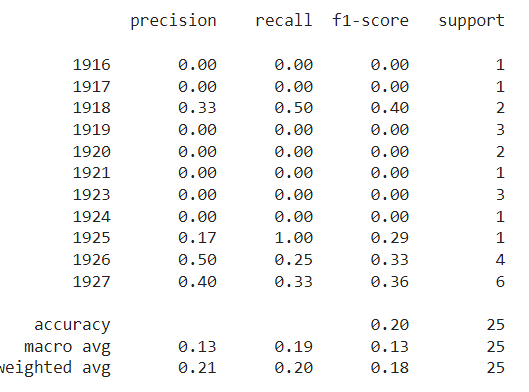 precision recall f1-score support
1916 0.00 0.00 0.00 1
1917 0.00 0.00 0.00 1
1918 0.33 0.50 0.40 2
1919 0.00 0.00 0.00 3
1920 0.00 0.00 0.00 2
1921 0.00 0.00 0.00 1
1923 0.00 0.00 0.00 3
1924 0.00 0.00 0.00 1
1925 0.17 1.00 0.29 1
1926 0.50 0.25 0.33 4
1927 0.40 0.33 0.36 6
accuracy 0.20 25
macro avg 0.13 0.19 0.13 25
weighted avg 0.21 0.20 0.18 25